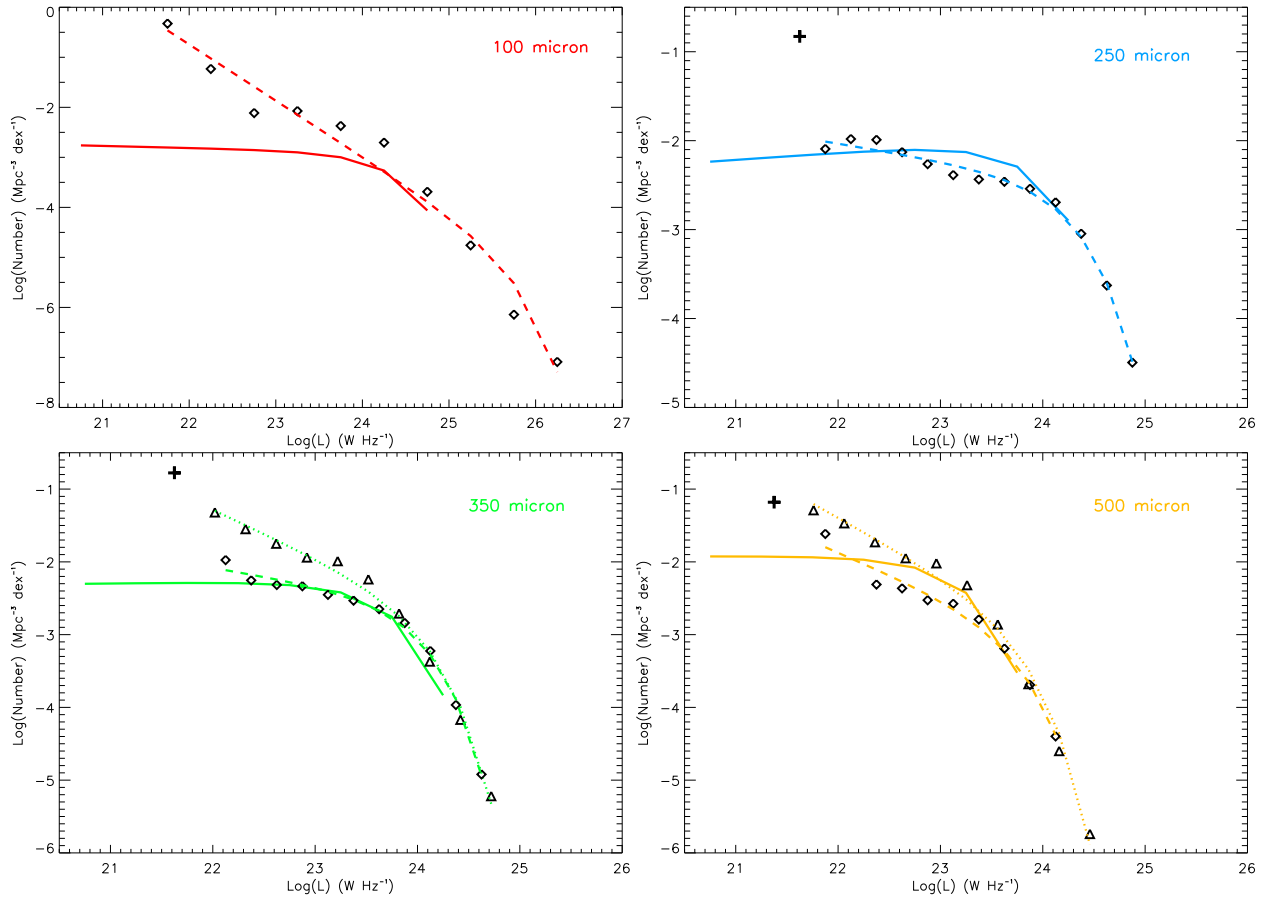 100 micron
0
−2
−4
−6
−8
Log(Number) (Mpc⁻³ dex⁻¹)
21 22 23 24 25 26 27
Log(L) (W Hz⁻¹)
250 micron
−1
−2
−3
−4
−5
Log(Number) (Mpc⁻³ dex⁻¹)
21 22 23 24 25 26
Log(L) (W Hz⁻¹)
350 micron
−1
−2
−3
−4
−5
−6
Log(Number) (Mpc⁻³ dex⁻¹)
21 22 23 24 25 26
Log(L) (W Hz⁻¹)
500 micron
−1
−2
−3
−4
−5
−6
Log(Number) (Mpc⁻³ dex⁻¹)
21 22 23 24 25 26
Log(L) (W Hz⁻¹)